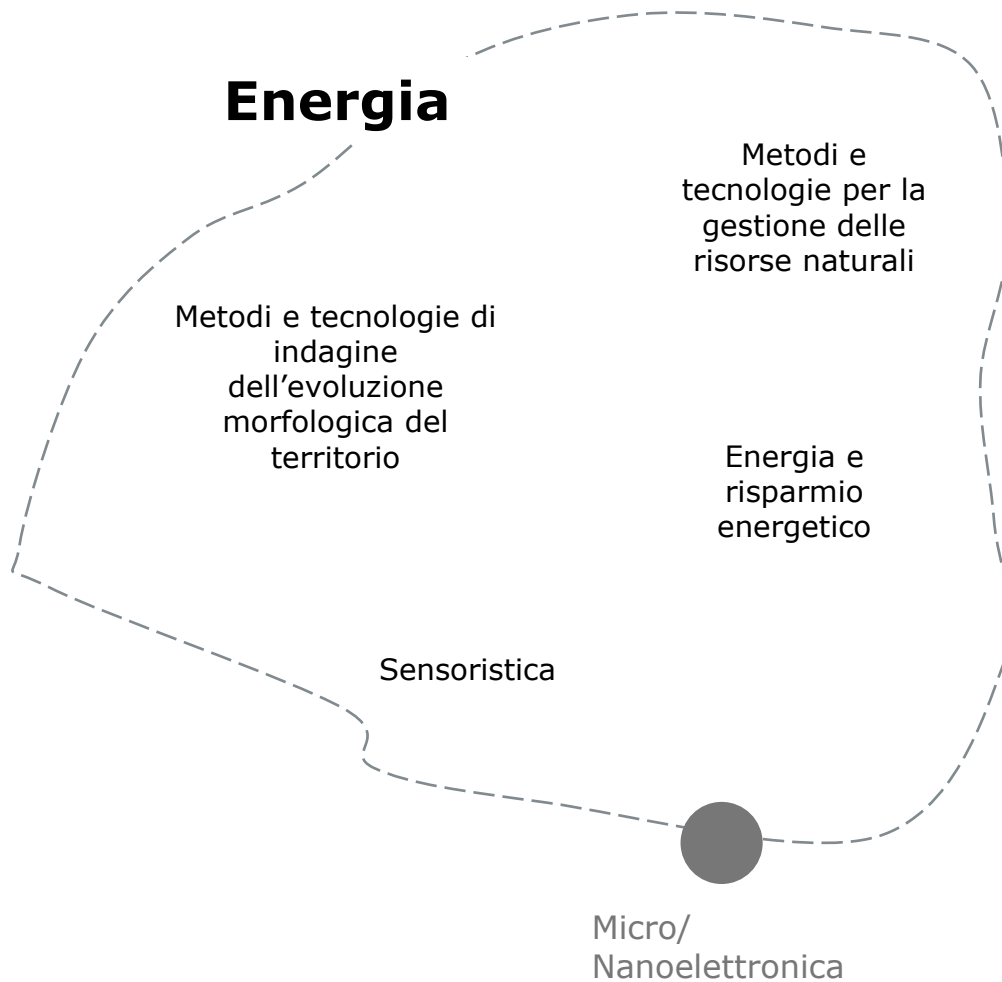 Energia
Metodi e
tecnologie per la
gestione delle
risorse naturali
Metodi e tecnologie di
indagine
dell’evoluzione
morfologica del
territorio
Energia e
risparmio
energetico
Sensoristica
Micro/
Nanoelettronica